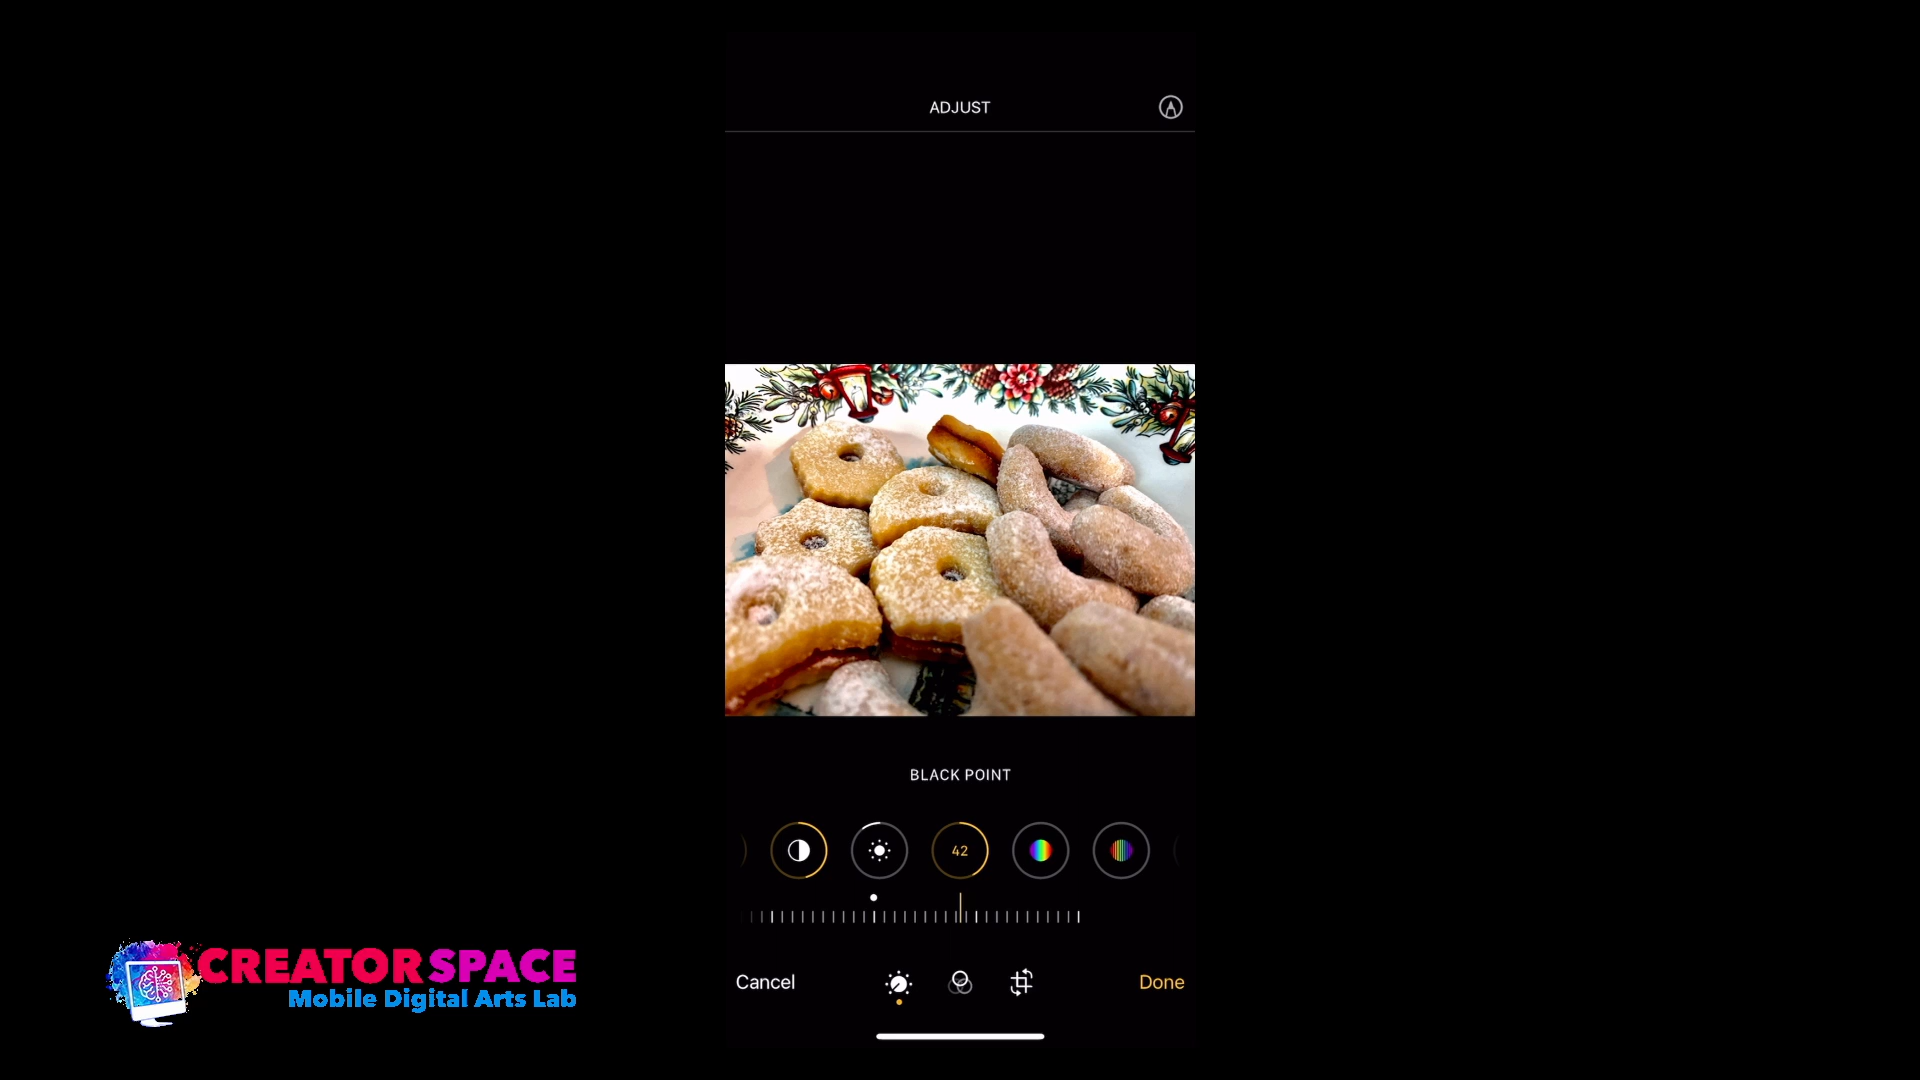 ADJUST
BLACK POINT
42
Cancel
Done
CREATORSPACE
Mobile Digital Arts Lab